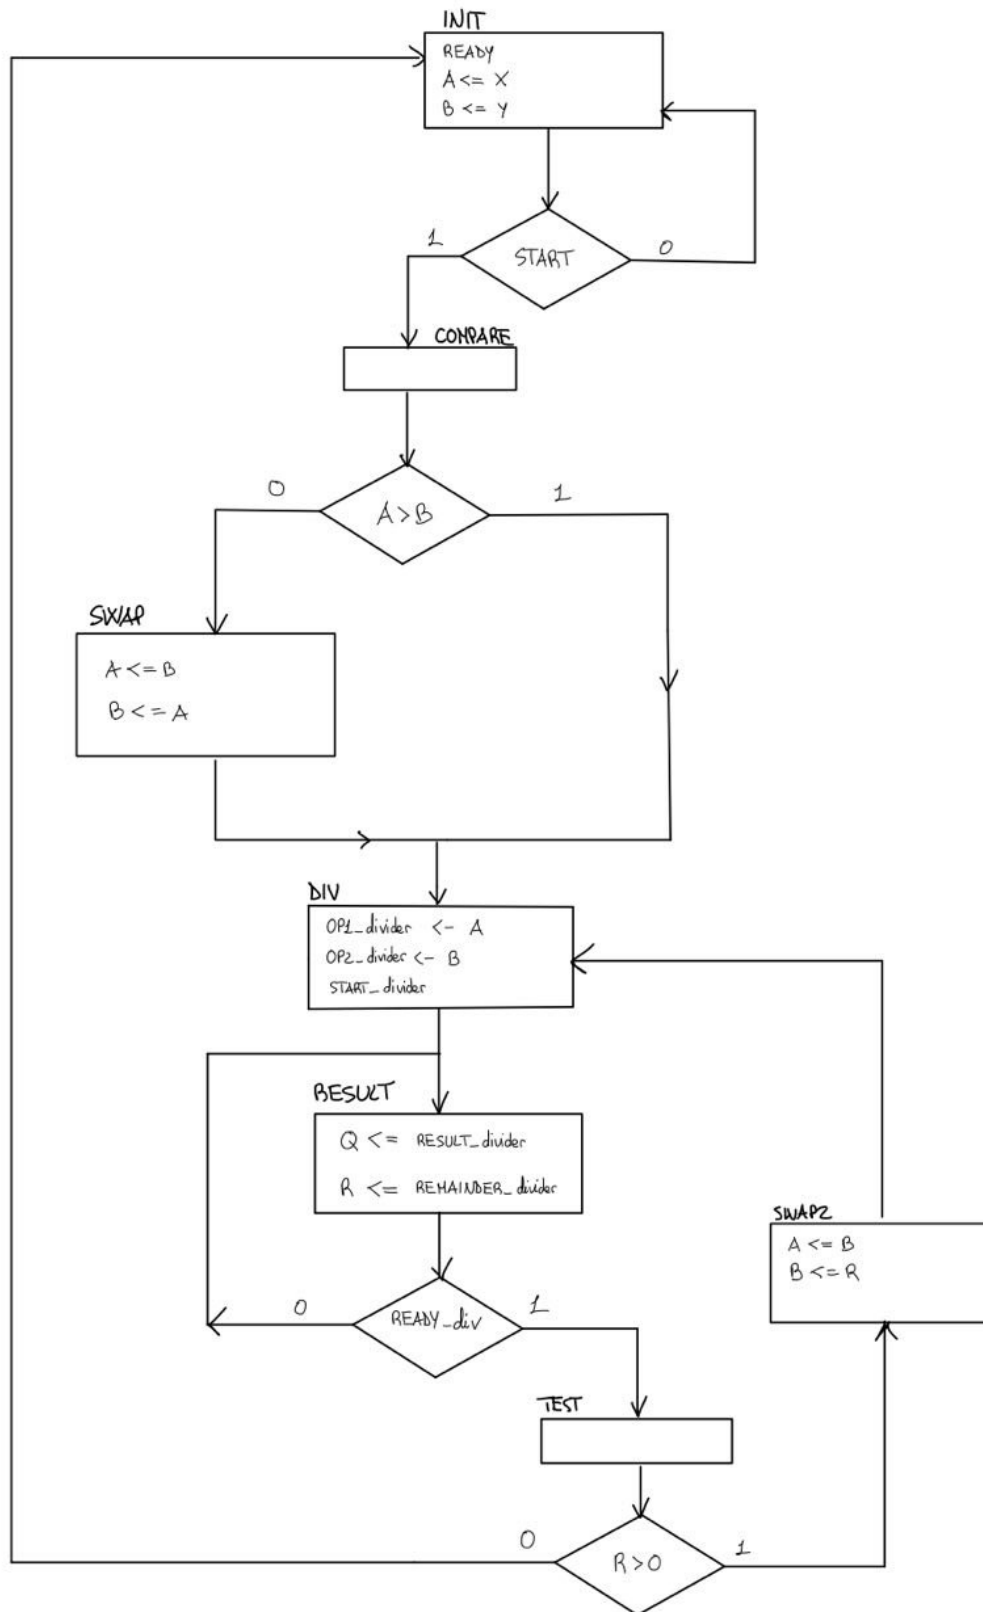 INIT
READY
A <= X
B <= Y
START
1
0
COMPARE
A>B
0
1
SWAP
A <= B
B <= A
DIV
OP1_divider <- A
OP2_divider <- B
START_divider
RESULT
Q <= RESULT_divider
R <= REMAINDER_divider
READY_div
0
1
SWAP2
A <= B
B <= R
TEST
R>0
0
1